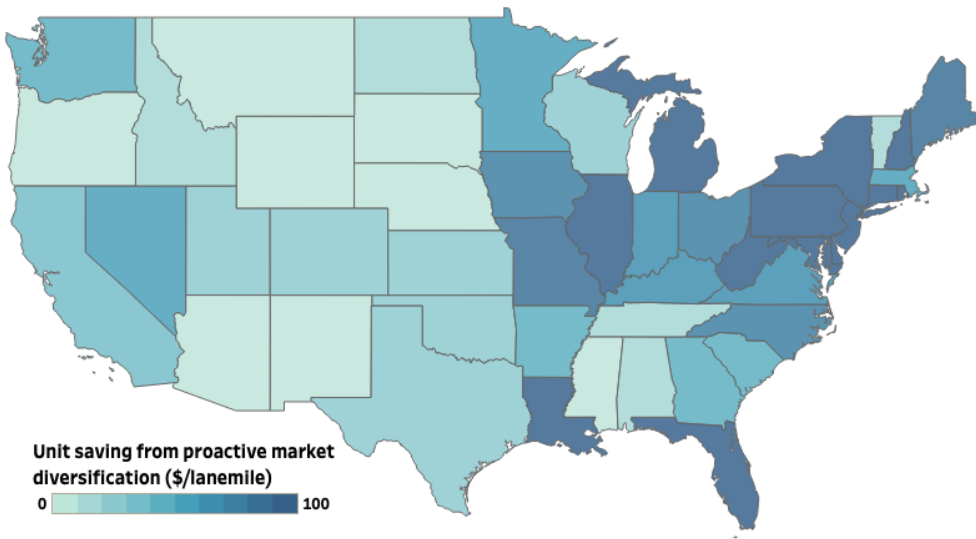 Unit saving from proactive market
diversification ($/lanemile)
0 100